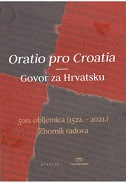 Oratio pro Croatia
Govor za Hrvatsku
500. obljetnica (1522. – 2022.)
Zbornik radova